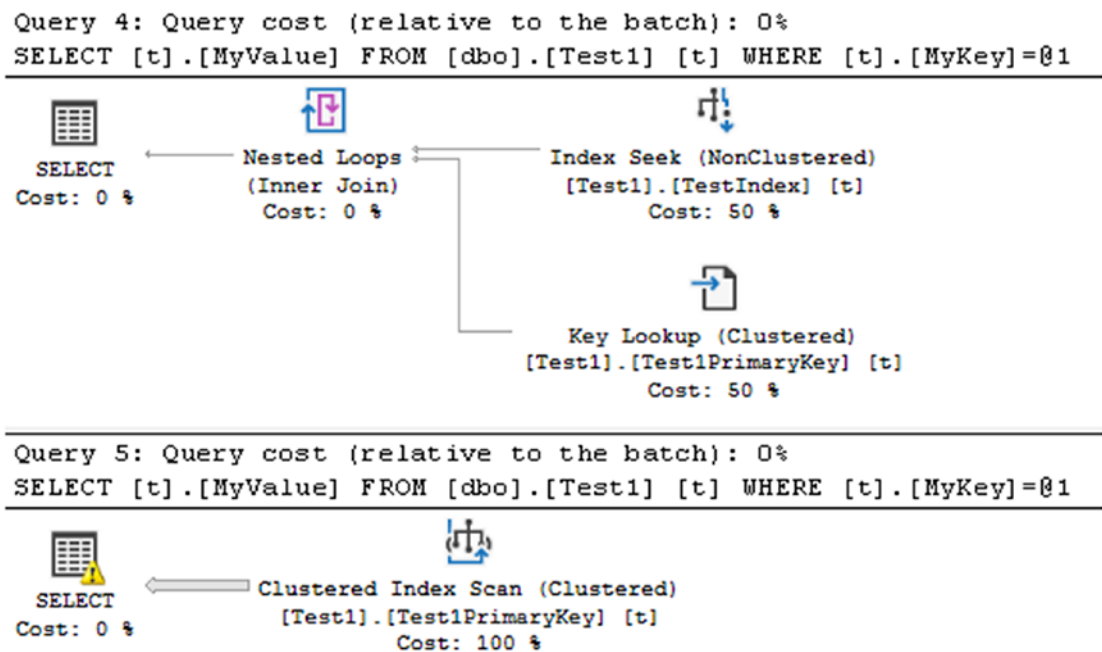 Query 4: Query cost (relative to the batch): 0%
SELECT [t].[MyValue] FROM [dbo].[Test1] [t] WHERE [t].[MyKey]=@1
SELECT
Cost: 0 %
Nested Loops
(Inner Join)
Cost: 0 %
Index Seek (NonClustered)
[Test1].[TestIndex] [t]
Cost: 50 %
Key Lookup (Clustered)
[Test1].[Test1PrimaryKey] [t]
Cost: 50 %
Query 5: Query cost (relative to the batch): 0%
SELECT [t].[MyValue] FROM [dbo].[Test1] [t] WHERE [t].[MyKey]=@1
SELECT
Cost: 0 %
Clustered Index Scan (Clustered)
[Test1].[Test1PrimaryKey] [t]
Cost: 100 %